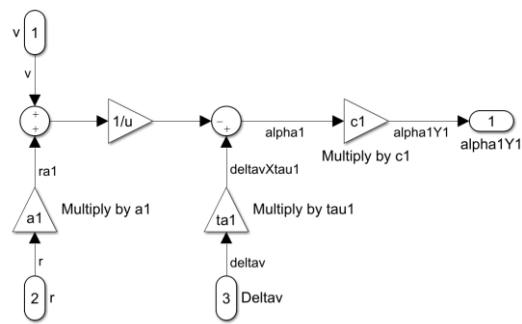 v
1
v
+
+
1/u
-
+
alpha1
c1
alpha1Y1
1
alpha1Y1
Multiply by c1
ra1
deltavXtau1
a1
Multiply by a1
ta1
Multiply by tau1
r
deltav
2
r
3
Deltav